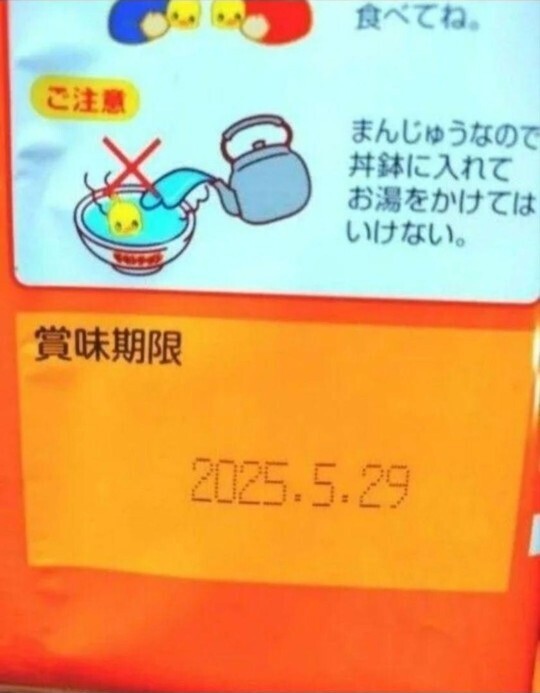 食べてね。
ご注意
まんじゅうなので
丼鉢に入れて
お湯をかけては
いけない。
賞味期限
2025.5.29